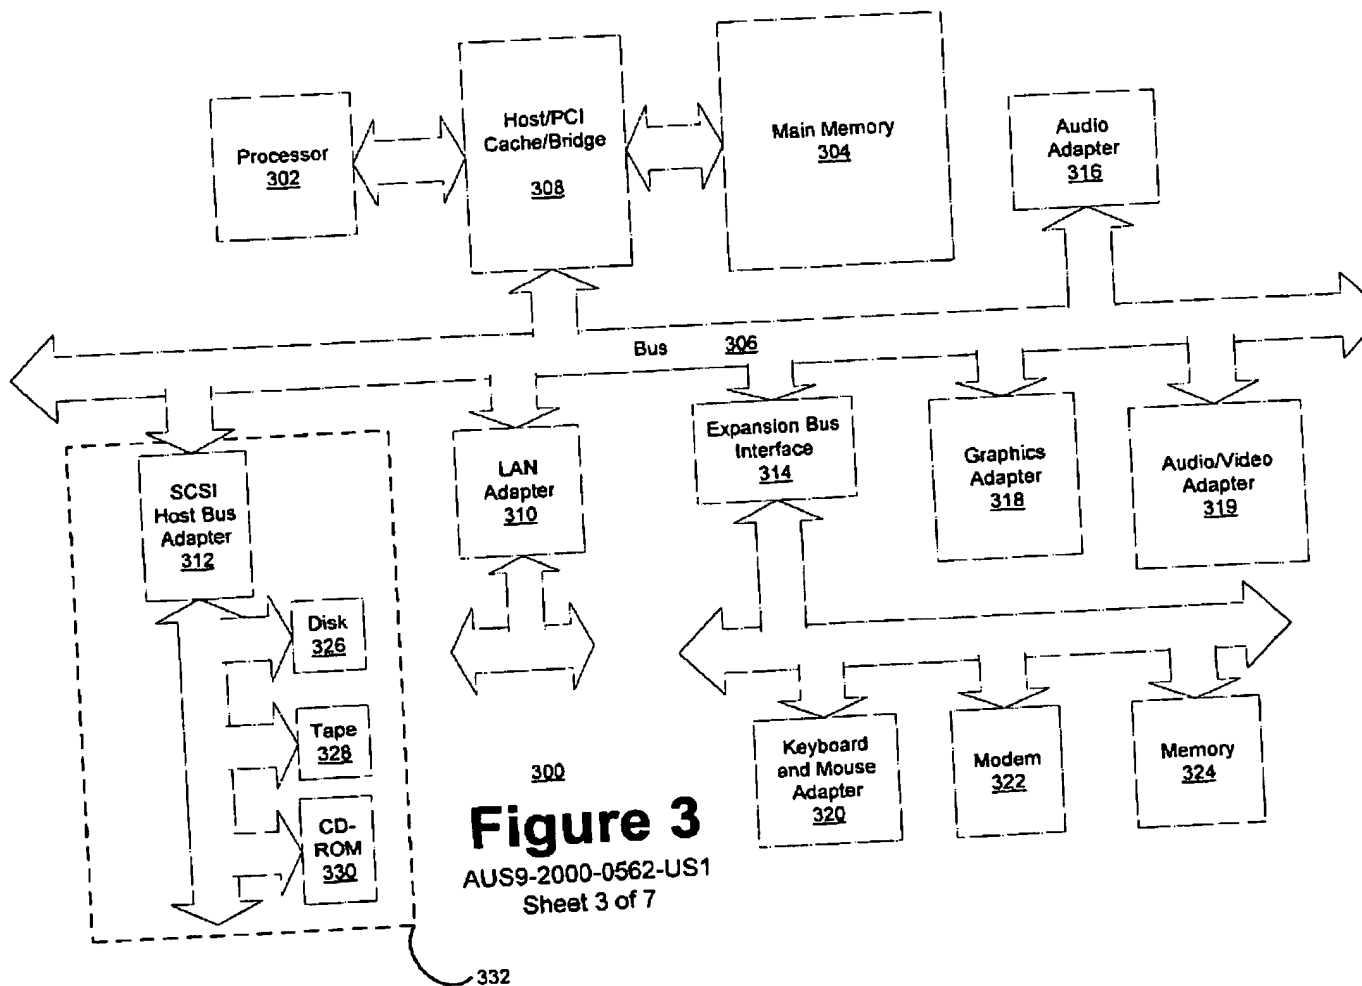 Processor
302
Host/PCI
Cache/Bridge
308
Main Memory
304
Audio
Adapter
316
Bus 306
SCSI
Host Bus
Adapter
312
LAN
Adapter
310
Expansion Bus
Interface
314
Graphics
Adapter
318
Audio/Video
Adapter
319
Disk
326
Tape
328
CD-
ROM
330
Keyboard
and Mouse
Adapter
320
Modem
322
Memory
324
300
Figure 3
AUS9-2000-0562-US1
Sheet 3 of 7
332